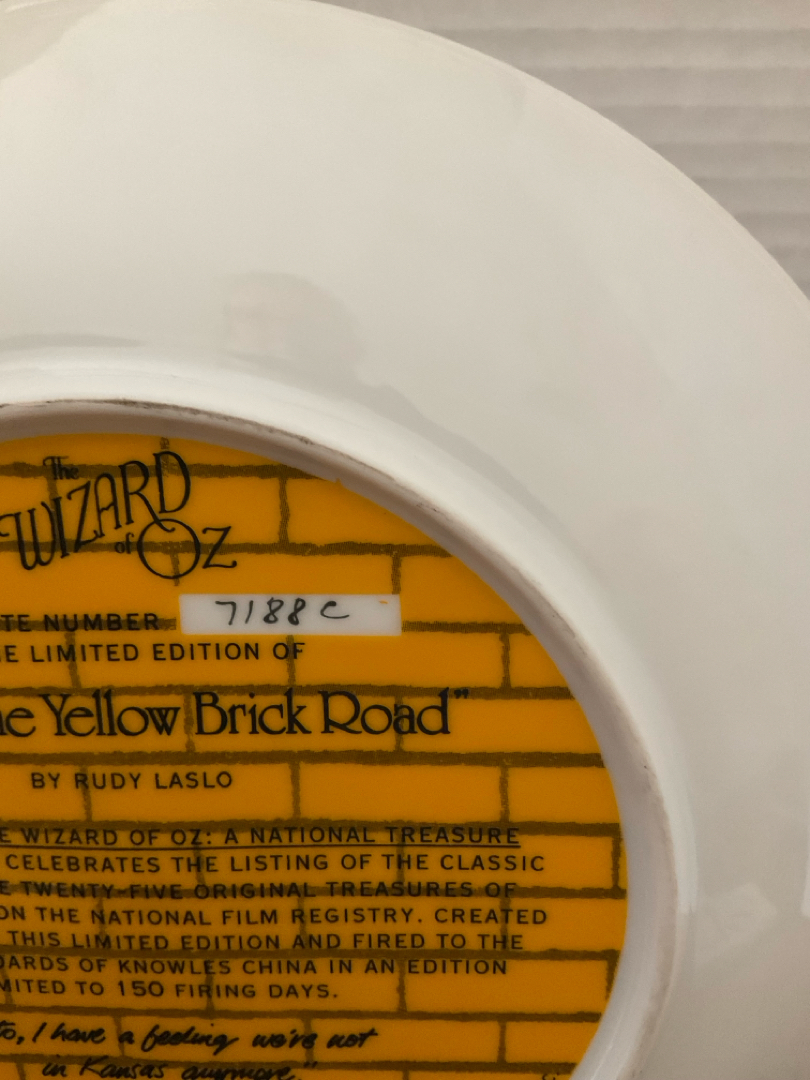 The
WIZARD
of OZ
TE NUMBER 7188C
E LIMITED EDITION OF
e Yellow Brick Road"
BY RUDY LASLO
E WIZARD OF OZ: A NATIONAL TREASURE
CELEBRATES THE LISTING OF THE CLASSIC
E TWENTY-FIVE ORIGINAL TREASURES OF
ON THE NATIONAL FILM REGISTRY. CREATED
THIS LIMITED EDITION AND FIRED TO THE
DARDS OF KNOWLES CHINA IN AN EDITION
MITED TO 150 FIRING DAYS.
to, I have a feeling we're not
in Kansas anymore."